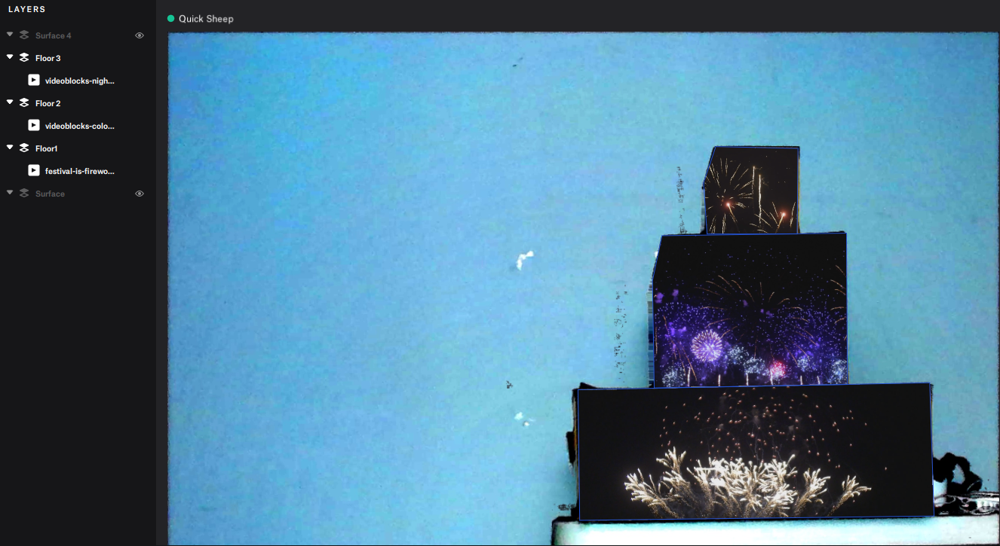 LAYERS
Quick Sheep
Surface 4
Floor 3
videoblocks-nigh...
Floor 2
videoblocks-colo...
Floor1
festival-is-firewo...
Surface